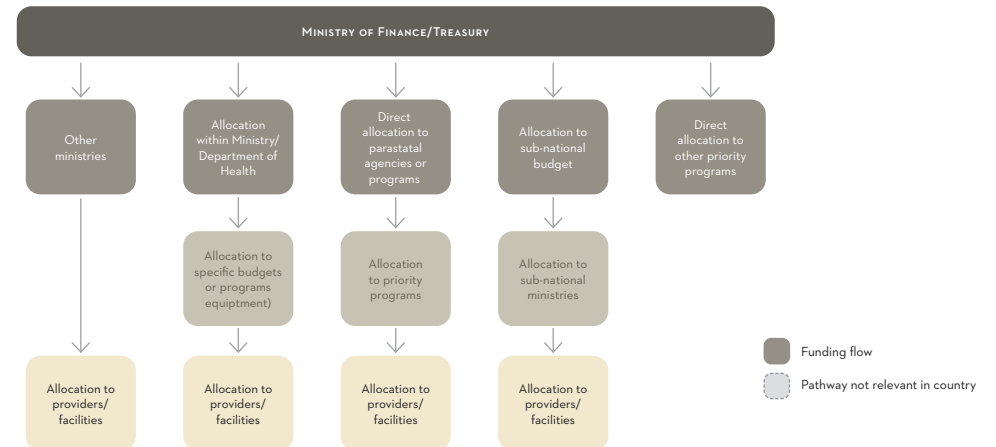 Ministry of Finance/Treasury
Other
ministries
Allocation
within Ministry/
Department of
Health
Direct
allocation to
parastatal
agencies or
programs
Allocation to
sub-national
budget
Direct
allocation to
other priority
programs
Allocation to
specific budgets
or programs
equiptment)
Allocation
to priority
programs
Allocation to
sub-national
ministries
Allocation to
providers/
facilities
Allocation to
providers/
facilities
Allocation to
providers/
facilities
Allocation to
providers/
facilities
Funding flow
Pathway not relevant in country